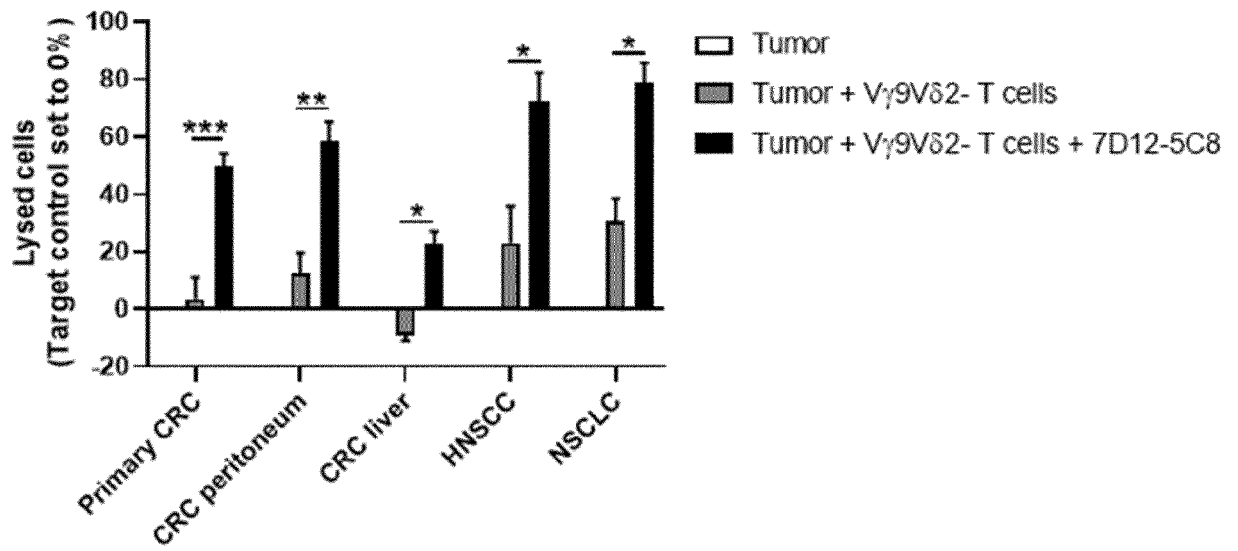 Lysed cells
(Target control set to 0%)
100
80
60
40
20
0
-20
***
**
*
*
*
Primary CRC
CRC peritoneum
CRC liver
HNSCC
NSCLC
Tumor
Tumor + Vγ9Vδ2- T cells
Tumor + Vγ9Vδ2- T cells + 7D12-5C8